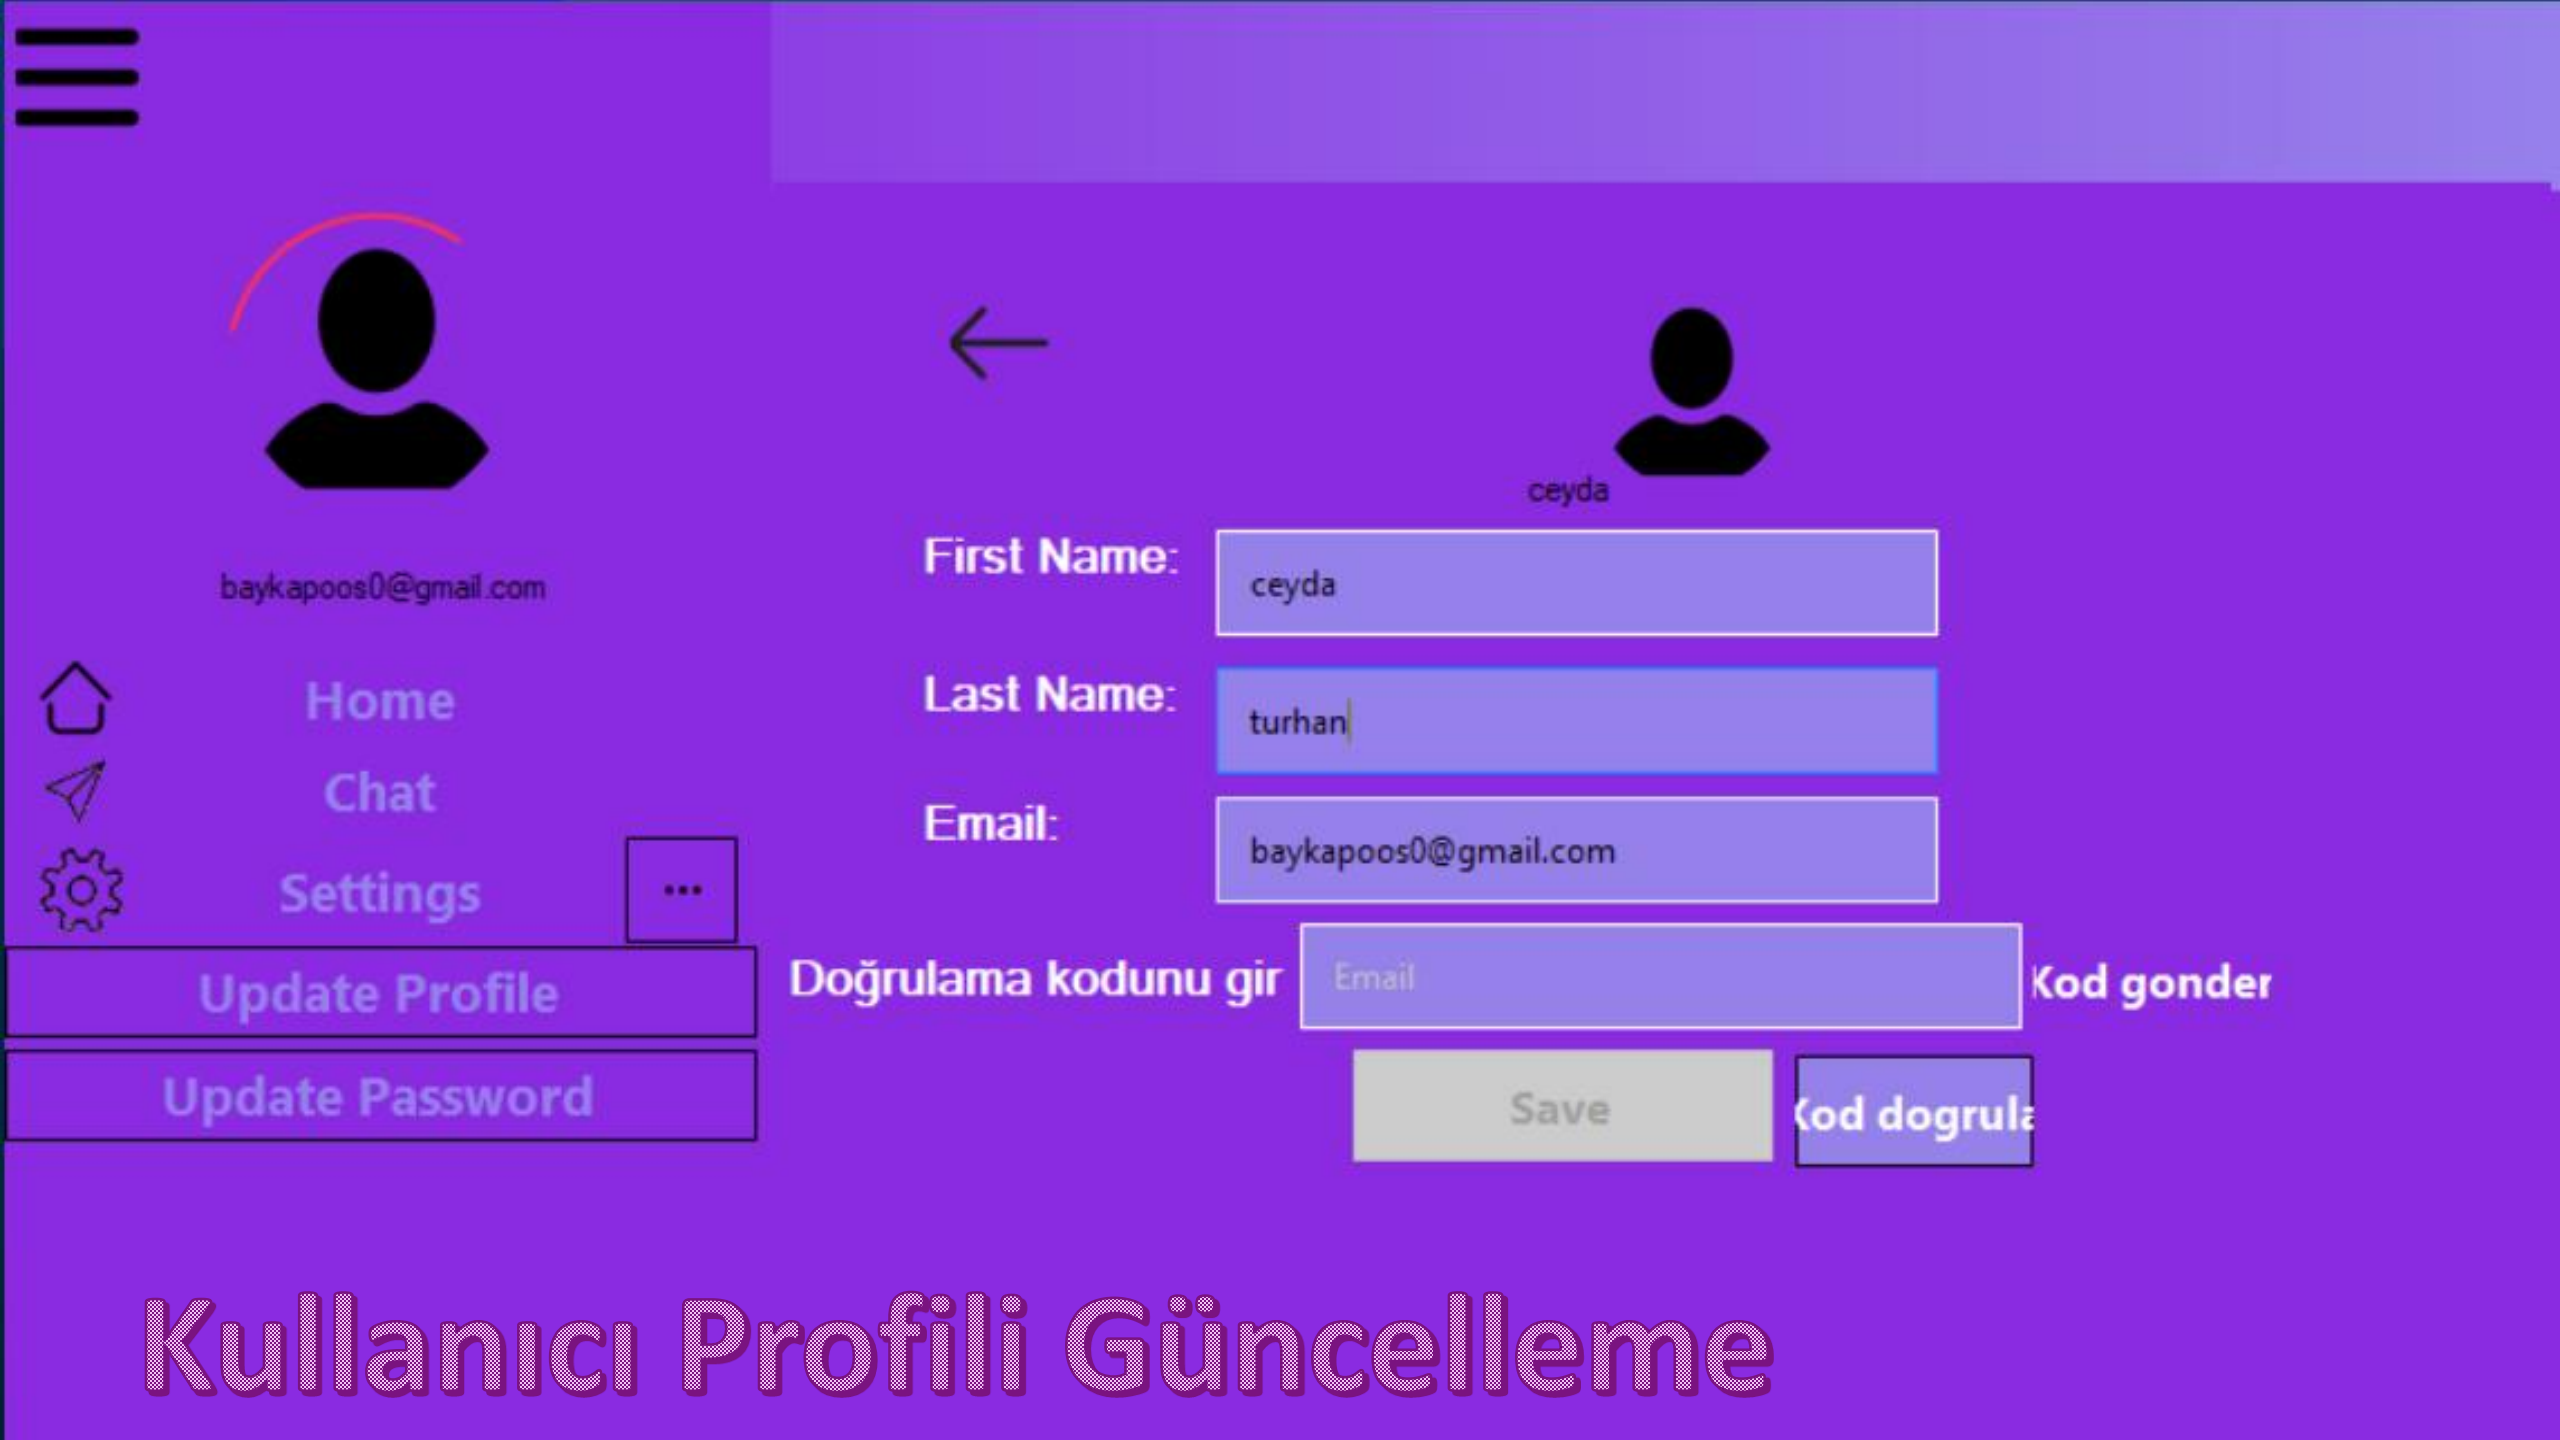 baykapoos0@gmail.com
Home
Chat
Settings
...
Update Profile
Update Password
ceyda
First Name:
ceyda
Last Name:
turhan
Email:
baykapoos0@gmail.com
Doğrulama kodunu gir
Email
Kod gonder
Save
Kod dogrula
Kullanıcı Profili Güncelleme